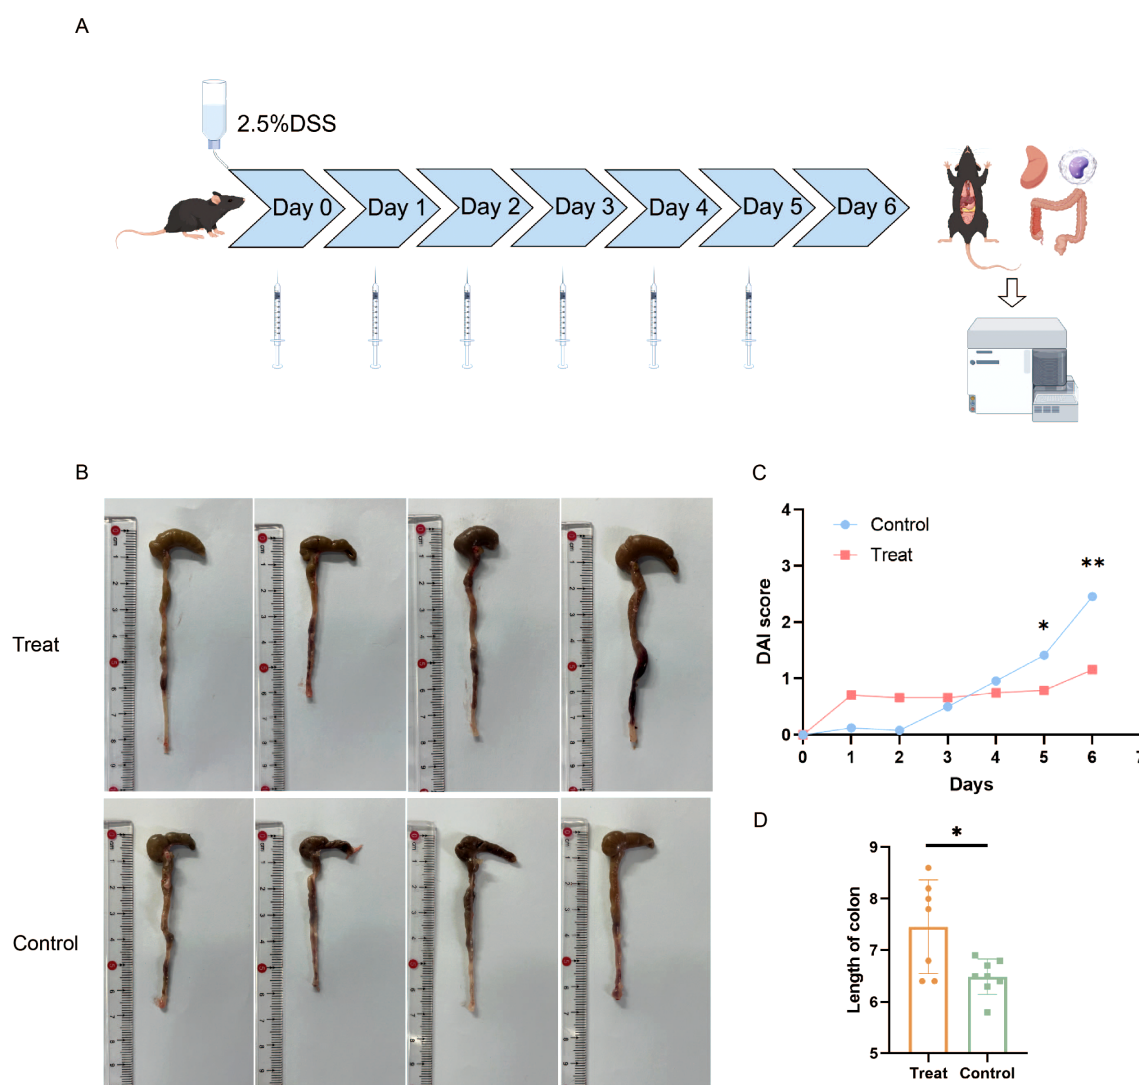 A
2.5%DSS
Day 0
Day 1
Day 2
Day 3
Day 4
Day 5
Day 6
B
Treat
Control
C
Control
Treat
DAI score
4
3
2
1
0
*
**
0
1
2
3
4
5
6
7
Days
D
*
Length of colon
9
8
7
6
5
Treat
Control